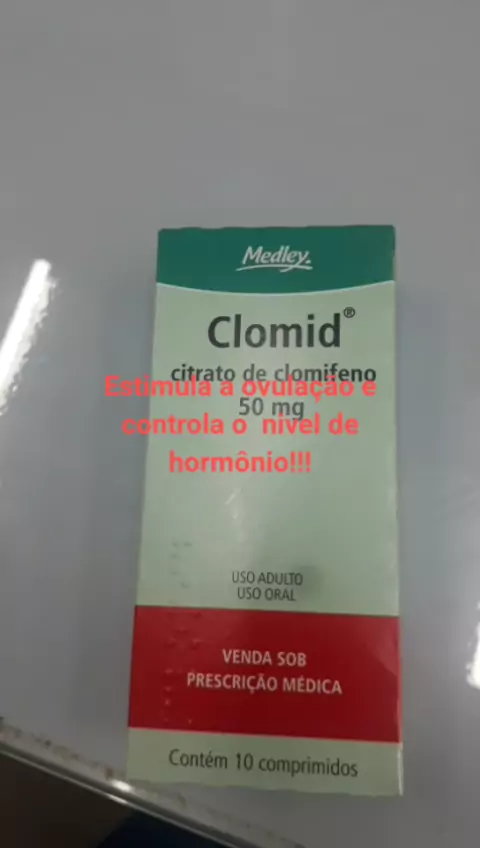 Medley.
Clomid®
citrato de clomifeno
50 mg
Estimula a ovulação e
controla o nível de
hormônio!!!
USO ADULTO
USO ORAL
VENDA SOB
PRESCRIÇÃO MÉDICA
Contém 10 comprimidos